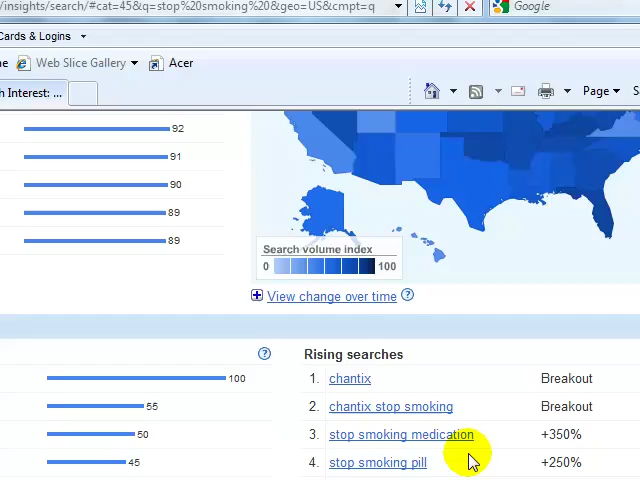 /insights/search/#cat=45&q=stop%20smoking%20&geo=US&cmpt=q
Google
Cards & Logins
ne Web Slice Gallery Acer
h Interest: ...
Page
S
92
91
90
89
89
Search volume index
0 100
View change over time ?
? Rising searches
100 1. chantix Breakout
55 2. chantix stop smoking Breakout
50 3. stop smoking medication +350%
45 4. stop smoking pill +250%